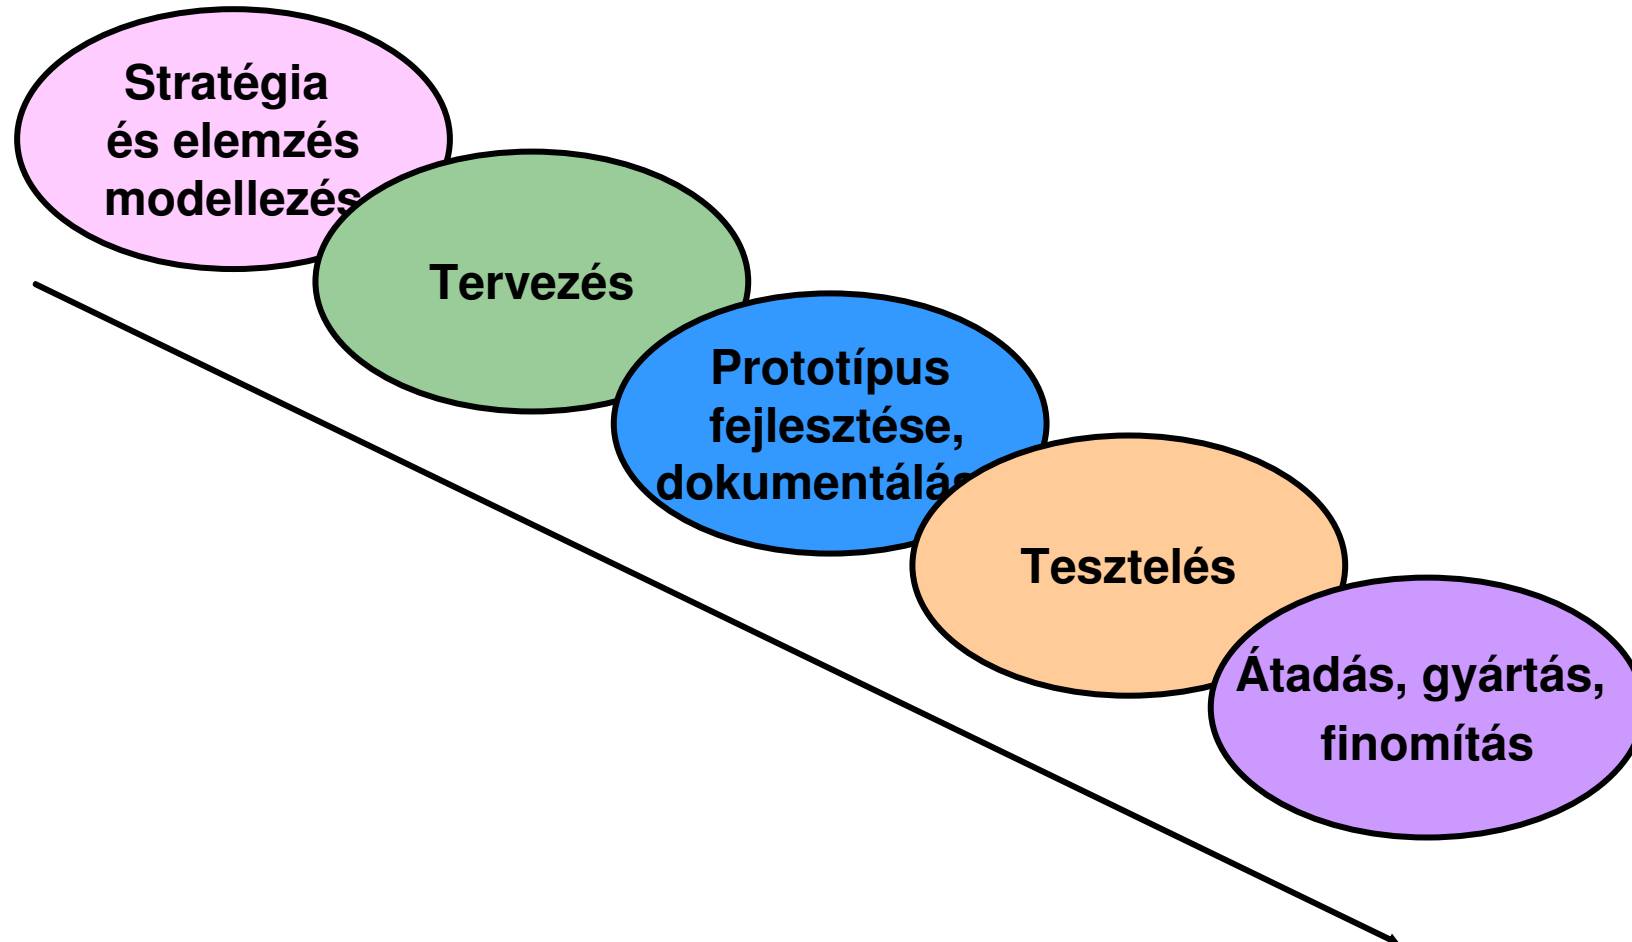 Stratégia
és elemzés
modellezés
Tervezés
Prototípus
fejlesztése,
dokumentálás
Tesztelés
Átadás, gyártás,
finomítás